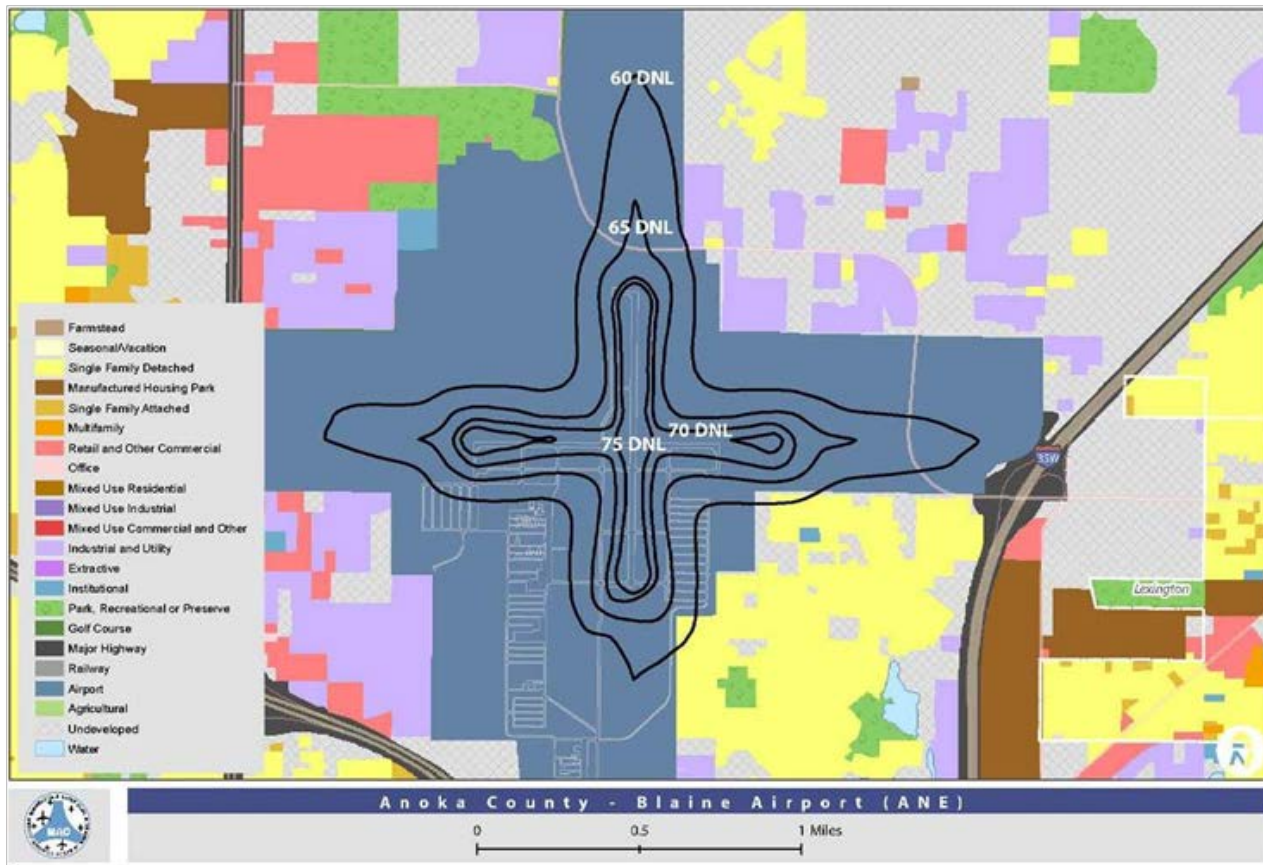 60 DNL
65 DNL
70 DNL
75 DNL
35W
Lexington
Farmstead
Seasonal/Vacation
Single Family Detached
Manufactured Housing Park
Single Family Attached
Multifamily
Retail and Other Commercial
Office
Mixed Use Residential
Mixed Use Industrial
Mixed Use Commercial and Other
Industrial and Utility
Extractive
Institutional
Park, Recreational or Preserve
Golf Course
Major Highway
Railway
Airport
Agricultural
Undeveloped
Water
Anoka County - Blaine Airport (ANE)
0 0.5 1 Miles
MAC